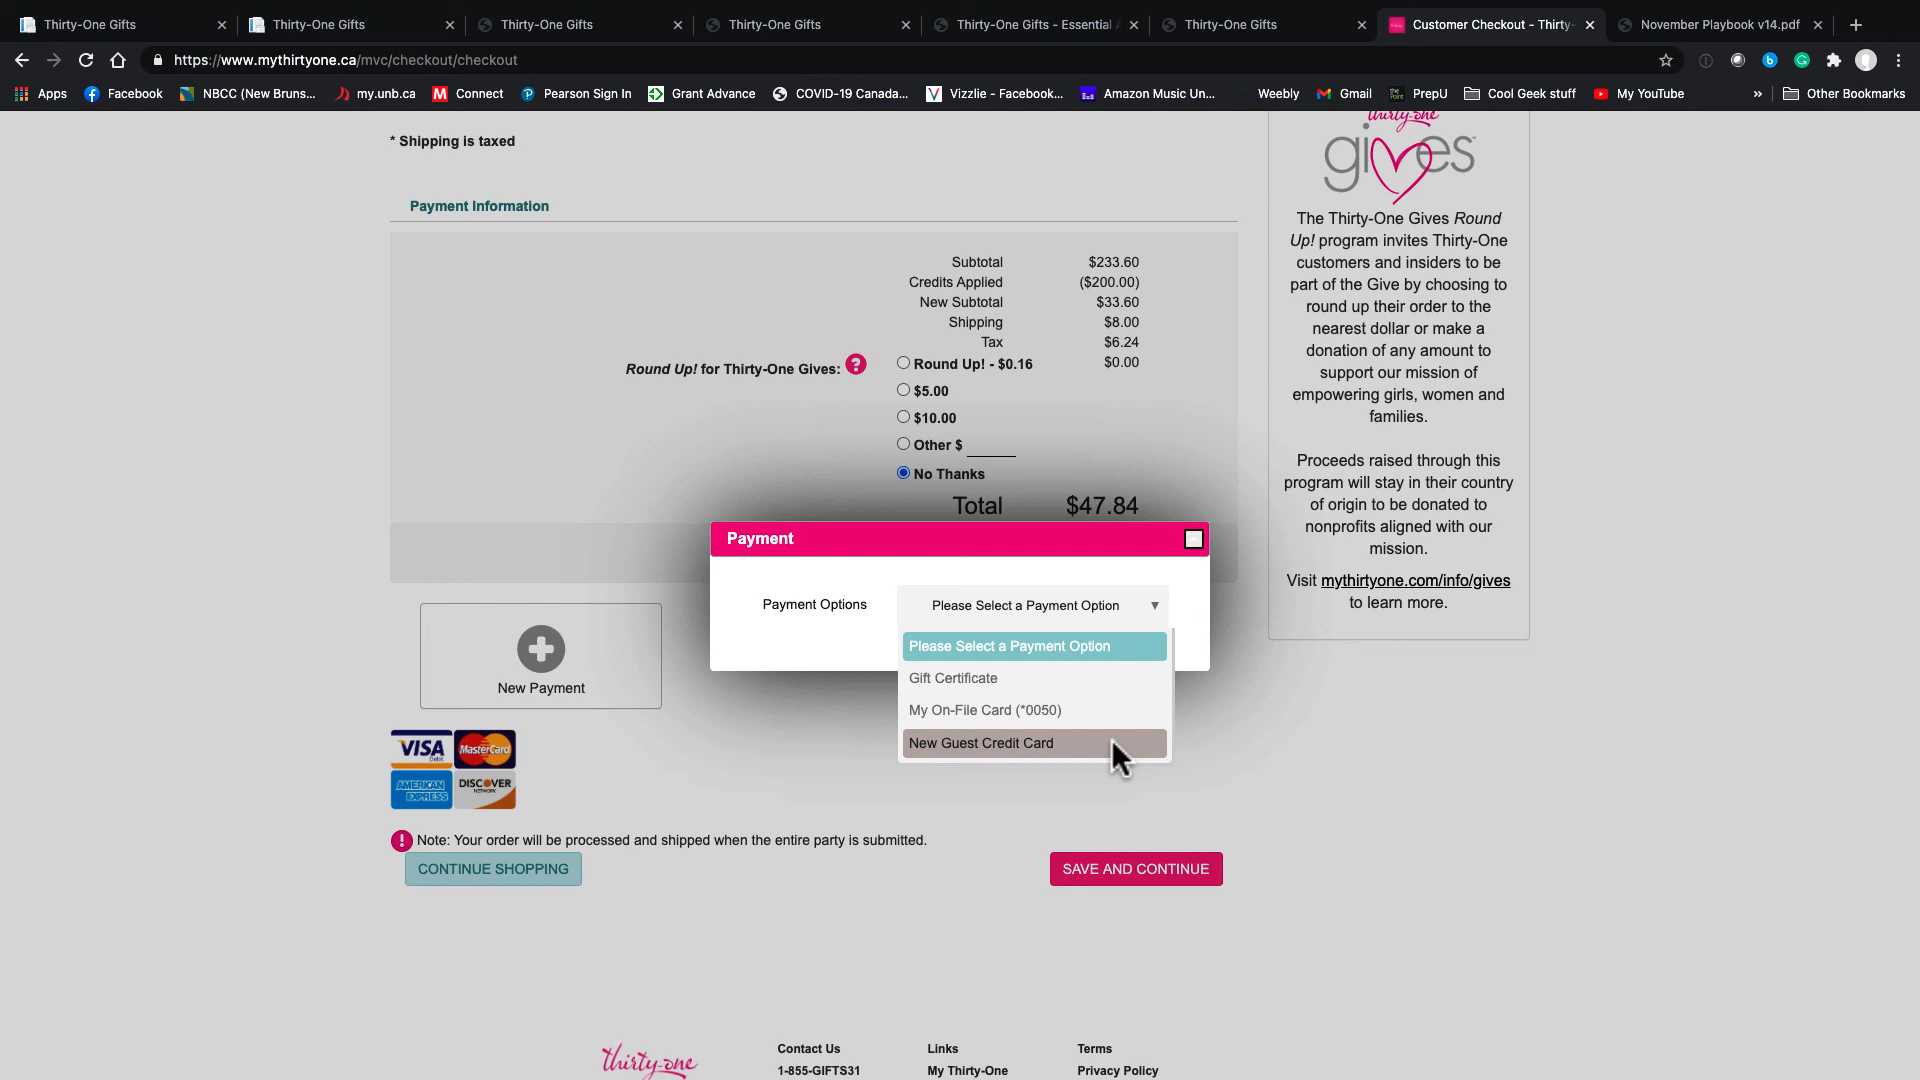 Thirty-One Gifts
Thirty-One Gifts
Thirty-One Gifts
Thirty-One Gifts
Thirty-One Gifts - Essential
Thirty-One Gifts
Customer Checkout - Thirty-
November Playbook v14.pdf
https://www.mythirtyone.ca/mvc/checkout/checkout
Apps
Facebook
NBCC (New Bruns...
my.unb.ca
Connect
Pearson Sign In
Grant Advance
COVID-19 Canada...
Vizzlie - Facebook...
Amazon Music Un...
Weekly
Gmail
PrepU
Cool Geek stuff
My YouTube
»
Other Bookmarks
* Shipping is taxed
Payment Information
Subtotal $233.60
Credits Applied ($200.00)
New Subtotal $33.60
Shipping $8.00
Tax $6.24
Round Up! for Thirty-One Gives: ?
Round Up! - $0.16 $0.00
$5.00
$10.00
Other $
No Thanks
Total $47.84
Payment
Payment Options
Please Select a Payment Option
Please Select a Payment Option
Gift Certificate
My On-File Card (*0050)
New Guest Credit Card
New Payment
VISA
Debit
MasterCard
AMERICAN EXPRESS
DISCOVER
NETWORK
! Note: Your order will be processed and shipped when the entire party is submitted.
CONTINUE SHOPPING
SAVE AND CONTINUE
thirty-one
gives
The Thirty-One Gives Round
Up! program invites Thirty-One
customers and insiders to be
part of the Give by choosing to
round up their order to the
nearest dollar or make a
donation of any amount to
support our mission of
empowering girls, women and
families.
Proceeds raised through this
program will stay in their country
of origin to be donated to
nonprofits aligned with our
mission.
Visit mythirtyone.com/info/gives
to learn more.
thirty-one
Contact Us
1-855-GIFTS31
Links
My Thirty-One
Terms
Privacy Policy